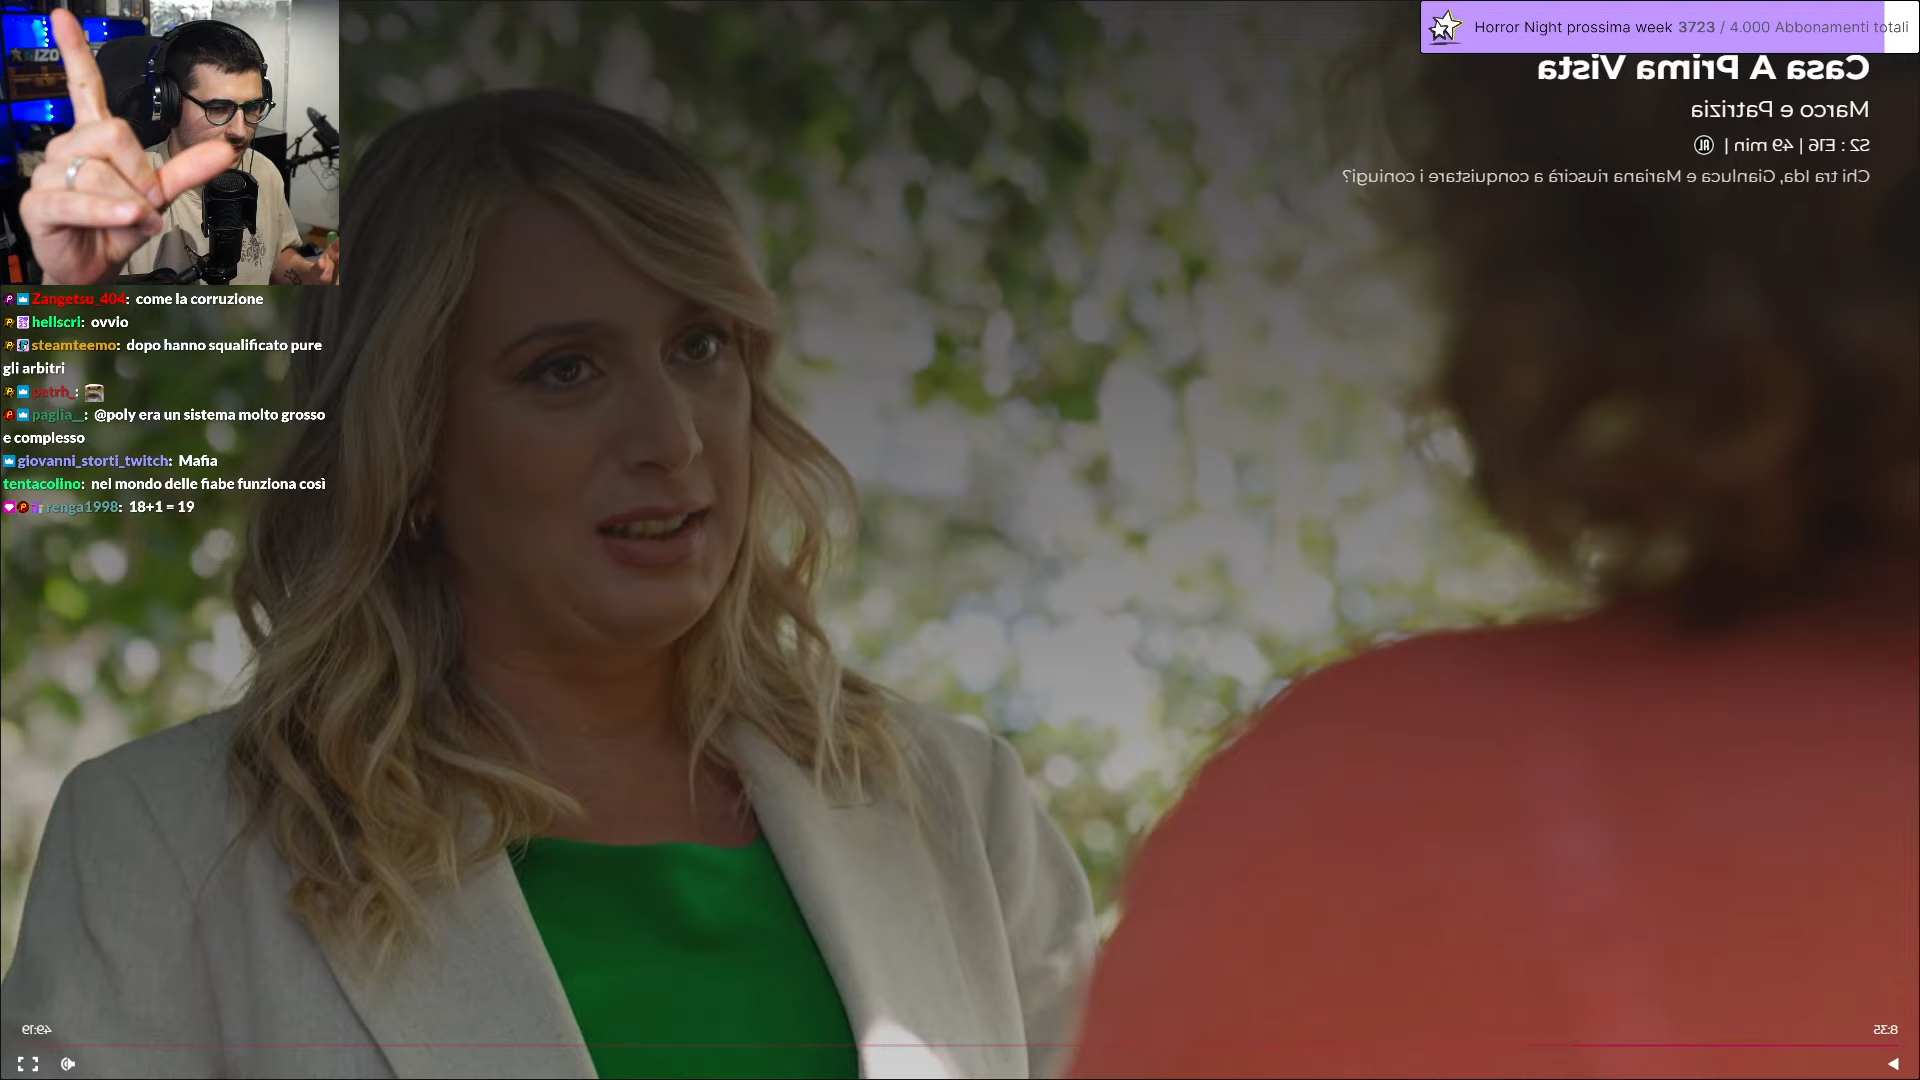 Horror Night prossima week 3723 / 4.000 Abbonamenti totali
Casa A Prima Vista
Marco e Patrizia
S2 : E16 | 49 min |
Chi tra Ida, Gianluca e Mariana riuscirà a conquistare i coniugi?
Zangetsu_404: come la corruzione
hellscri: ovvio
steamteemo: dopo hanno squalificato pure
gli arbitri
petrh_:
paglia__: @poly era un sistema molto grosso
e complesso
giovanni_storti_twitch: Mafia
tentacolino: nel mondo delle fiabe funziona così
renga1998: 18+1 = 19
49:19
8:35